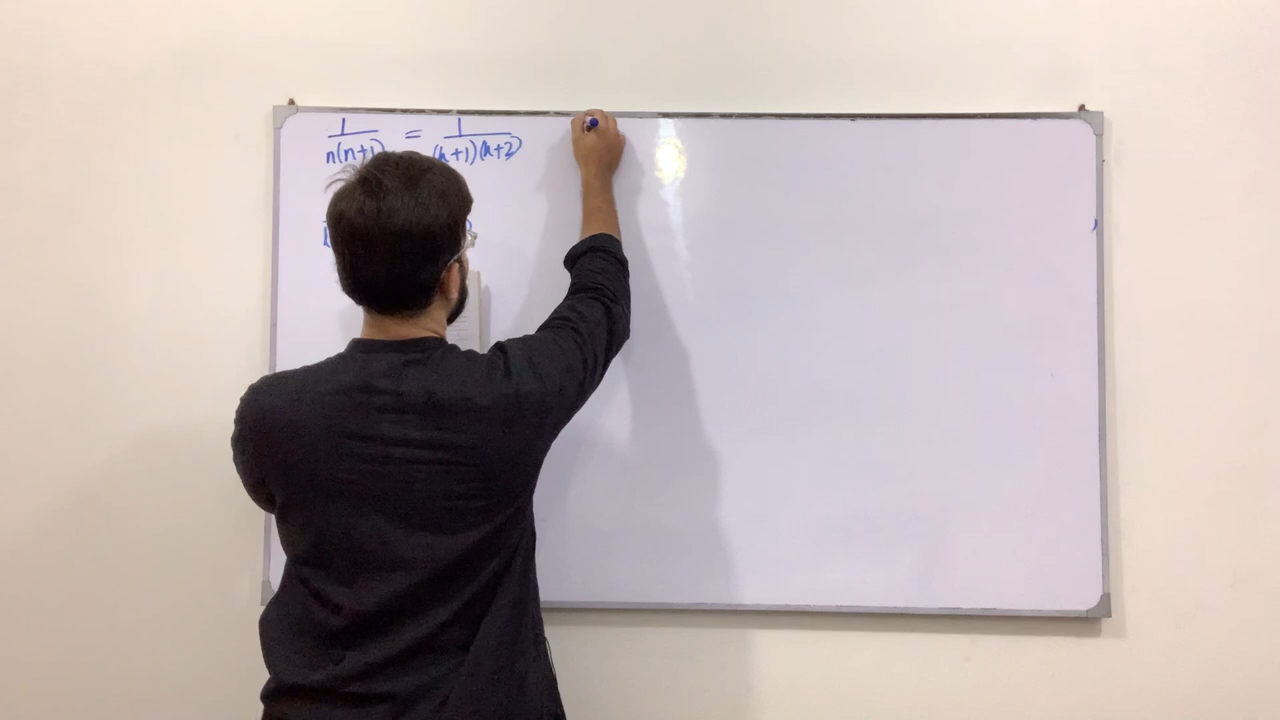 1/n(n+1) = 1/(n+1)(n+2)